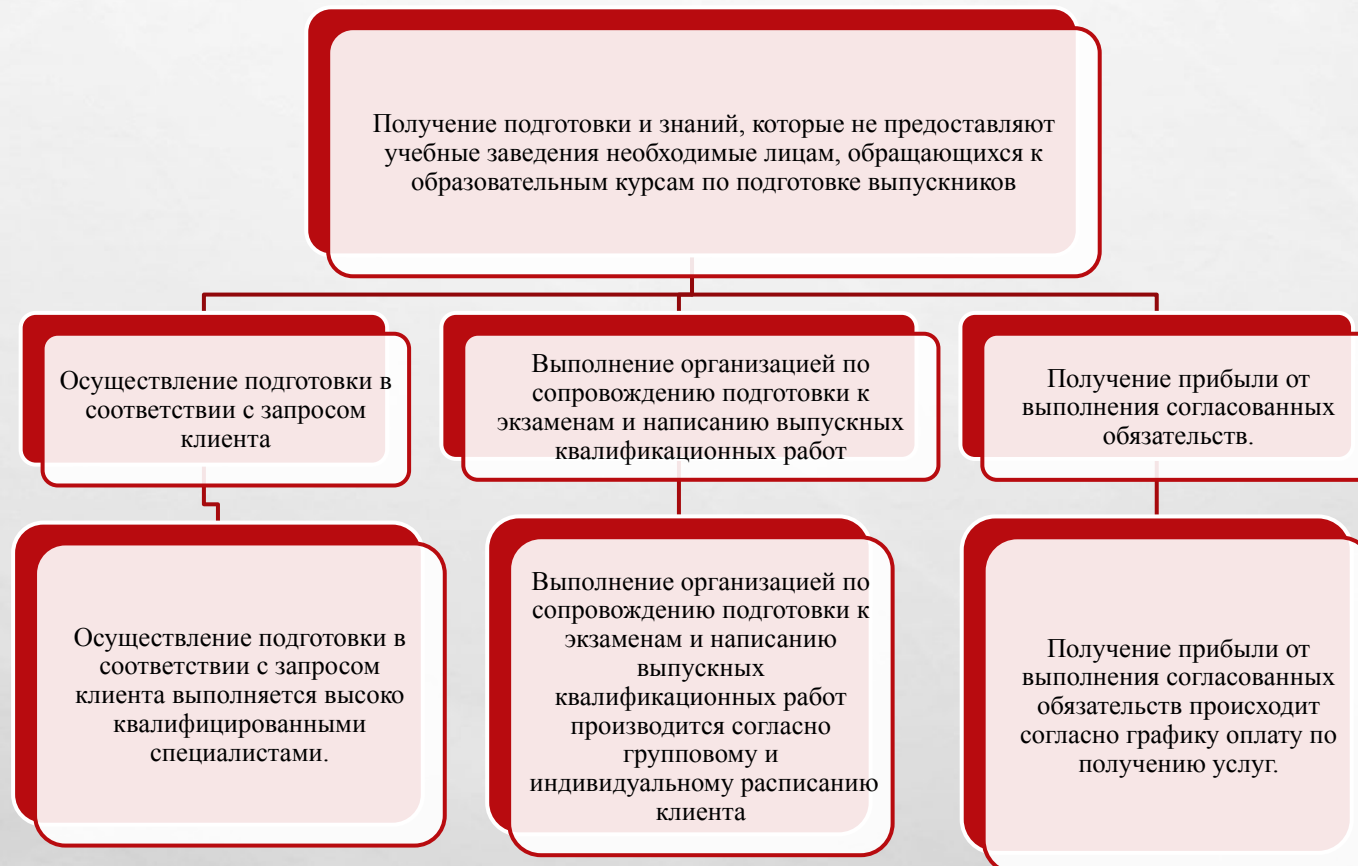 Получение подготовки и знаний, которые не предоставляют
учебные заведения необходимые лицам, обращающихся к
образовательным курсам по подготовке выпускников
Осуществление подготовки в
соответствии с запросом
клиента
Выполнение организацией по
сопровождению подготовки к
экзаменам и написанию выпускных
квалификационных работ
Получение прибыли от
выполнения согласованных
обязательств.
Осуществление подготовки в
соответствии с запросом
клиента выполняется высоко
квалифицированными
специалистами.
Выполнение организацией по
сопровождению подготовки к
экзаменам и написанию
выпускных
квалификационных работ
производится согласно
групповому и
индивидуальному расписанию
клиента
Получение прибыли от
выполнения согласованных
обязательств происходит
согласно графику оплату по
получению услуг.